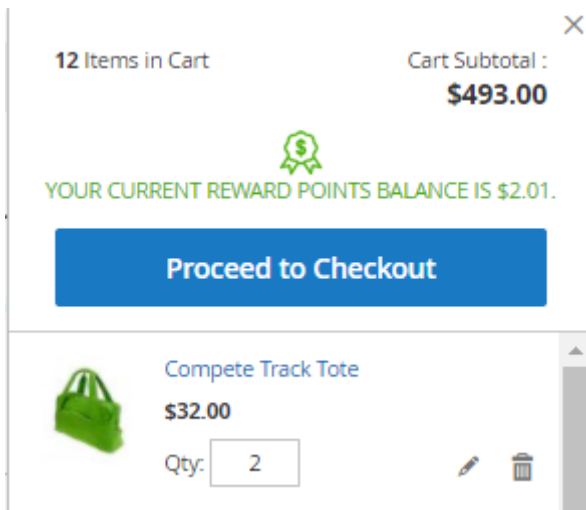 12 Items in Cart
Cart Subtotal :
$493.00
$
YOUR CURRENT REWARD POINTS BALANCE IS $2.01.
Proceed to Checkout
Compete Track Tote
$32.00
Qty: 2